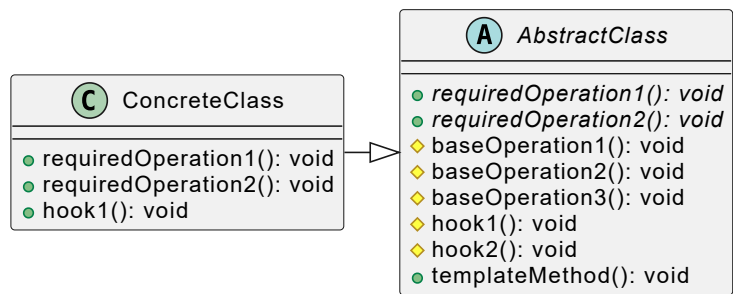 C ConcreteClass
requiredOperation1(): void
requiredOperation2(): void
hook1(): void
A AbstractClass
requiredOperation1(): void
requiredOperation2(): void
baseOperation1(): void
baseOperation2(): void
baseOperation3(): void
hook1(): void
hook2(): void
templateMethod(): void